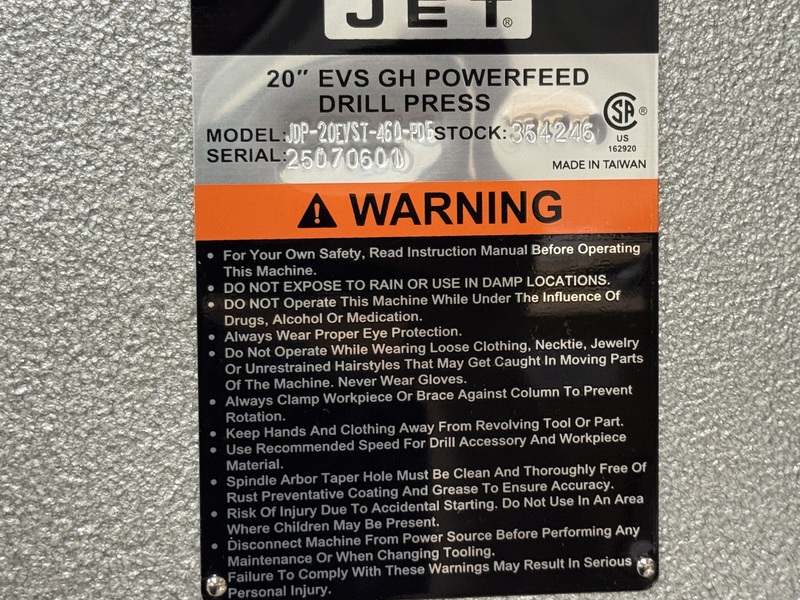 JET®
20" EVS GH POWERFEED
DRILL PRESS
MODEL: JDP-20EVST-460-PDF STOCK: 354246
SERIAL: 25070600
SA®
US
162920
MADE IN TAIWAN
WARNING
• For Your Own Safety, Read Instruction Manual Before Operating
This Machine.
• DO NOT EXPOSE TO RAIN OR USE IN DAMP LOCATIONS.
• DO NOT Operate This Machine While Under The Influence Of
Drugs, Alcohol Or Medication.
• Always Wear Proper Eye Protection.
• Do Not Operate While Wearing Loose Clothing, Necktie, Jewelry
Or Unrestrained Hairstyles That May Get Caught In Moving Parts
Of The Machine. Never Wear Gloves.
• Always Clamp Workpiece Or Brace Against Column To Prevent
Rotation.
• Keep Hands And Clothing Away From Revolving Tool Or Part.
• Use Recommended Speed For Drill Accessory And Workpiece
Material.
• Spindle Arbor Taper Hole Must Be Clean And Thoroughly Free Of
Rust Preventative Coating And Grease To Ensure Accuracy.
• Risk Of Injury Due To Accidental Starting. Do Not Use In An Area
Where Children May Be Present.
• Disconnect Machine From Power Source Before Performing Any
Maintenance Or When Changing Tooling.
Failure To Comply With These Warnings May Result In Serious
Personal Injury.